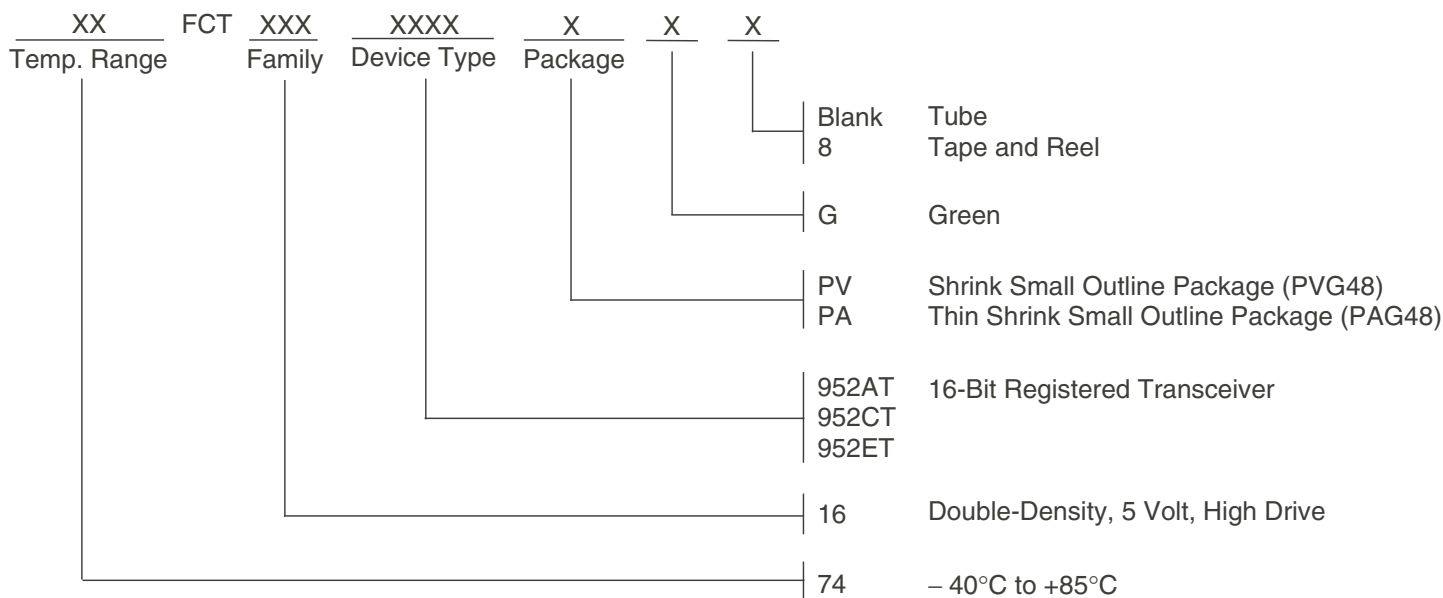 XX FCT XXX XXXX X X X
Temp. Range Family Device Type Package
Blank Tube
8 Tape and Reel
G Green
PV Shrink Small Outline Package (PVG48)
PA Thin Shrink Small Outline Package (PAG48)
952AT 16-Bit Registered Transceiver
952CT
952ET
16 Double-Density, 5 Volt, High Drive
74 – 40°C to +85°C